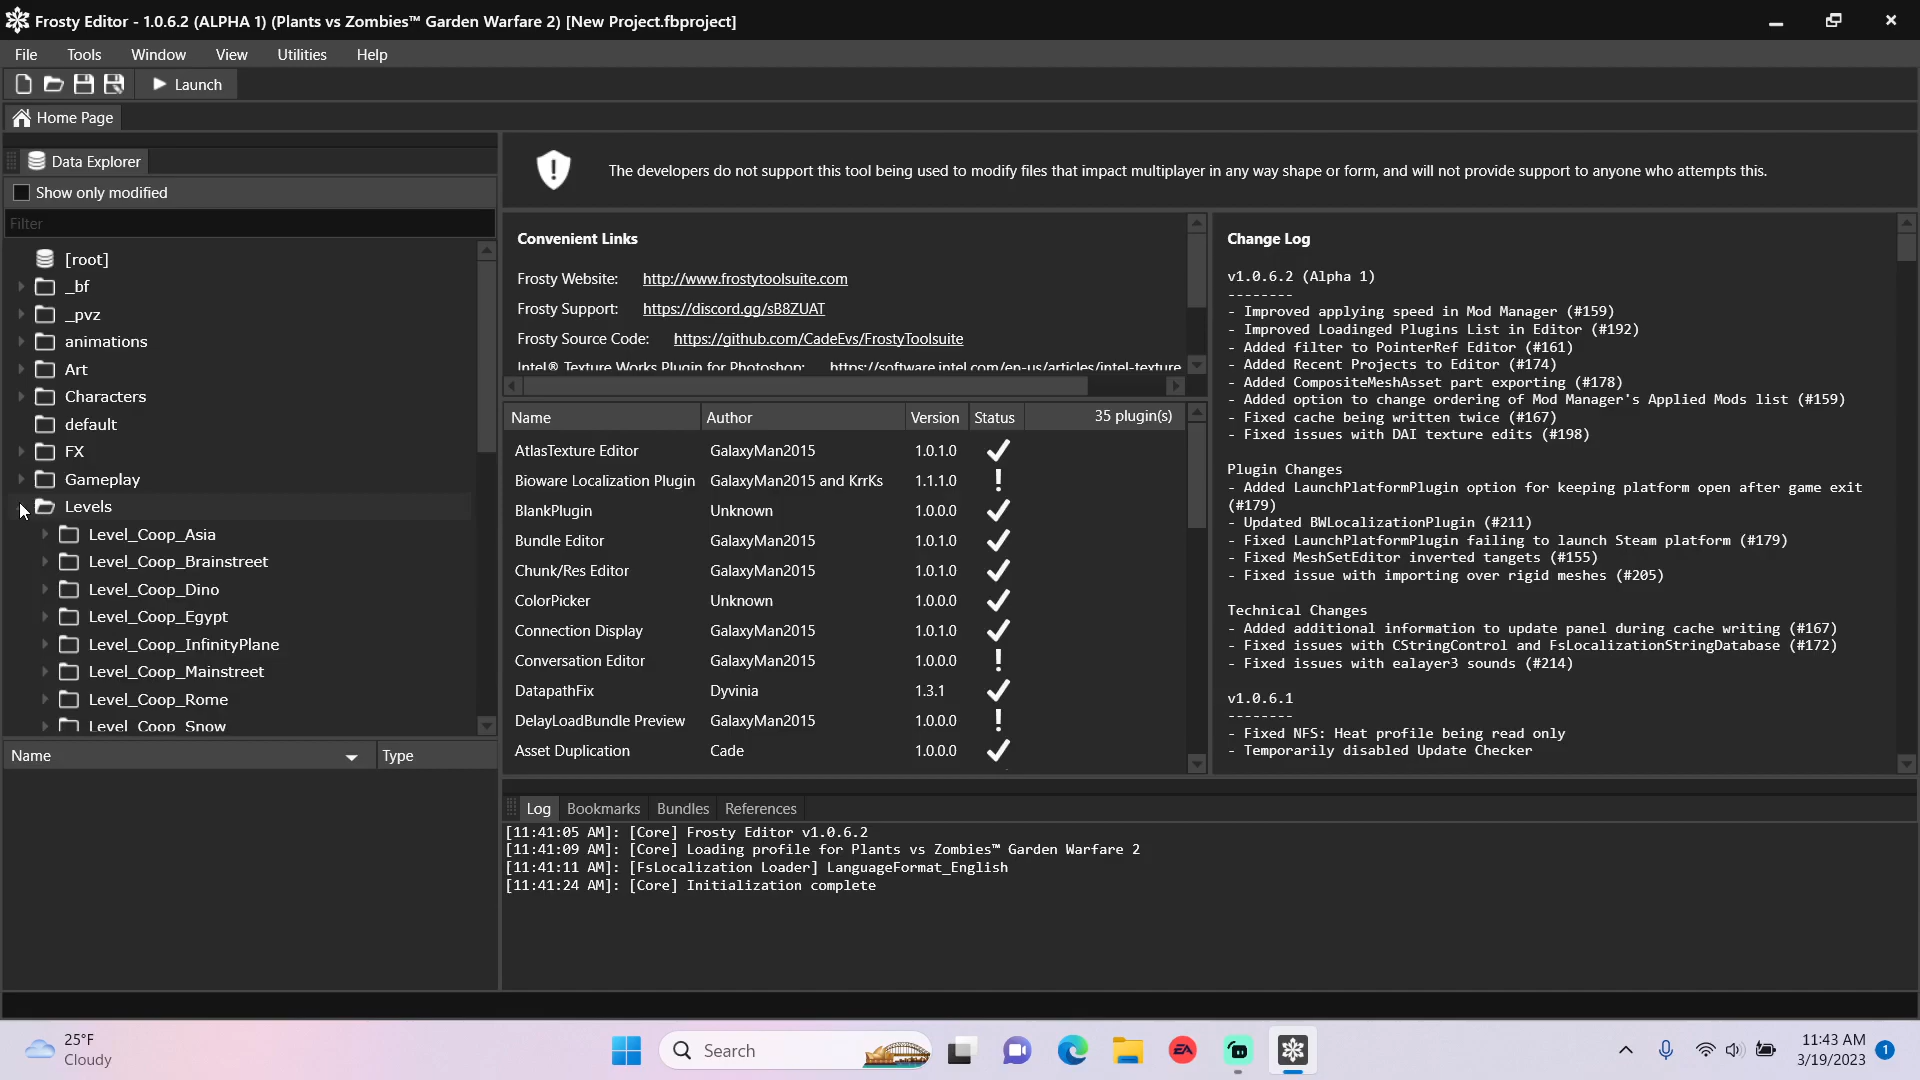 Frosty Editor - 1.0.6.2 (ALPHA 1) (Plants vs Zombies™ Garden Warfare 2) [New Project.fbproject]
File Tools Window View Utilities Help
Launch
Home Page
Data Explorer
Show only modified
Filter
[root]
_bf
_pvz
animations
Art
Characters
default
FX
Gameplay
Levels
Level_Coop_Asia
Level_Coop_Brainstreet
Level_Coop_Dino
Level_Coop_Egypt
Level_Coop_InfinityPlane
Level_Coop_Mainstreet
Level_Coop_Rome
Level_Coop_Snow
Name Type
The developers do not support this tool being used to modify files that impact multiplayer in any way shape or form, and will not provide support to anyone who attempts this.
Convenient Links
Frosty Website: http://www.frostytoolsuite.com
Frosty Support: https://discord.gg/sB8ZUAT
Frosty Source Code: https://github.com/CadeEvs/FrostyToolsuite
Intel® Texture Works Plugin for Photoshop: https://software.intel.com/en-us/articles/intel-texture
Name Author Version Status 35 plugin(s)
AtlasTexture Editor GalaxyMan2015 1.0.1.0
Bioware Localization Plugin GalaxyMan2015 and KrrKs 1.1.1.0
BlankPlugin Unknown 1.0.0.0
Bundle Editor GalaxyMan2015 1.0.1.0
Chunk/Res Editor GalaxyMan2015 1.0.1.0
ColorPicker Unknown 1.0.0.0
Connection Display GalaxyMan2015 1.0.1.0
Conversation Editor GalaxyMan2015 1.0.0.0
DatapathFix Dyvinia 1.3.1
DelayLoadBundle Preview GalaxyMan2015 1.0.0.0
Asset Duplication Cade 1.0.0.0
Change Log
v1.0.6.2 (Alpha 1)
--------
- Improved applying speed in Mod Manager (#159)
- Improved Loadinged Plugins List in Editor (#192)
- Added filter to PointerRef Editor (#161)
- Added Recent Projects to Editor (#174)
- Added CompositeMeshAsset part exporting (#178)
- Added option to change ordering of Mod Manager's Applied Mods list (#159)
- Fixed cache being written twice (#167)
- Fixed issues with DAI texture edits (#198)
Plugin Changes
- Added LaunchPlatformPlugin option for keeping platform open after game exit
(#179)
- Updated BWLocalizationPlugin (#211)
- Fixed LaunchPlatformPlugin failing to launch Steam platform (#179)
- Fixed MeshSetEditor inverted tangets (#155)
- Fixed issue with importing over rigid meshes (#205)
Technical Changes
- Added additional information to update panel during cache writing (#167)
- Fixed issues with CStringControl and FsLocalizationStringDatabase (#172)
- Fixed issues with ealayer3 sounds (#214)
v1.0.6.1
--------
- Fixed NFS: Heat profile being read only
- Temporarily disabled Update Checker
Log Bookmarks Bundles References
[11:41:05 AM]: [Core] Frosty Editor v1.0.6.2
[11:41:09 AM]: [Core] Loading profile for Plants vs Zombies™ Garden Warfare 2
[11:41:11 AM]: [FsLocalization Loader] LanguageFormat_English
[11:41:24 AM]: [Core] Initialization complete
25°F
Cloudy
Search
EA
11:43 AM
3/19/2023
1